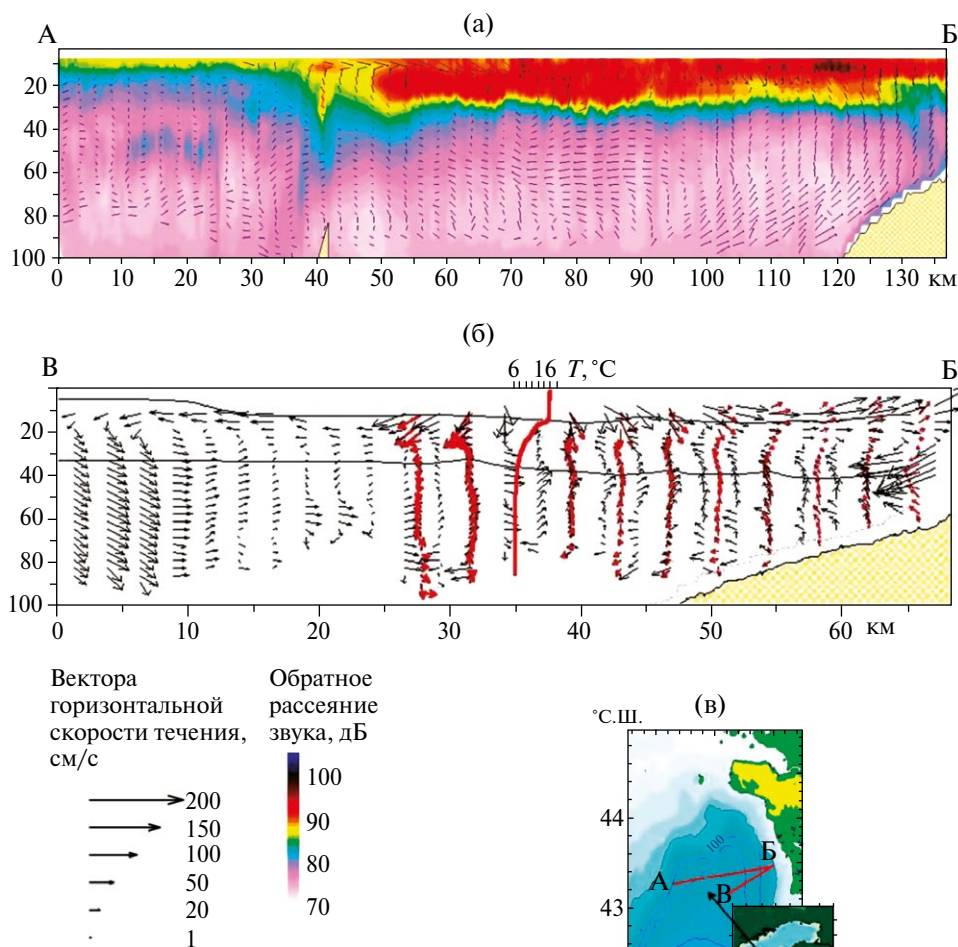 (а)
А Б
20
40
60
80
100
0 10 20 30 40 50 60 70 80 90 100 110 120 130 км
(б)
В 6 16 T, °C Б
20
40
60
80
100
0 10 20 30 40 50 60 км
Вектора
горизонтальной
скорости течения,
см/с
200
150
100
50
20
1
Обратное
рассеяние
звука, дБ
100
90
80
70
(в)
°С.Ш.
44
43
100
А
Б
В